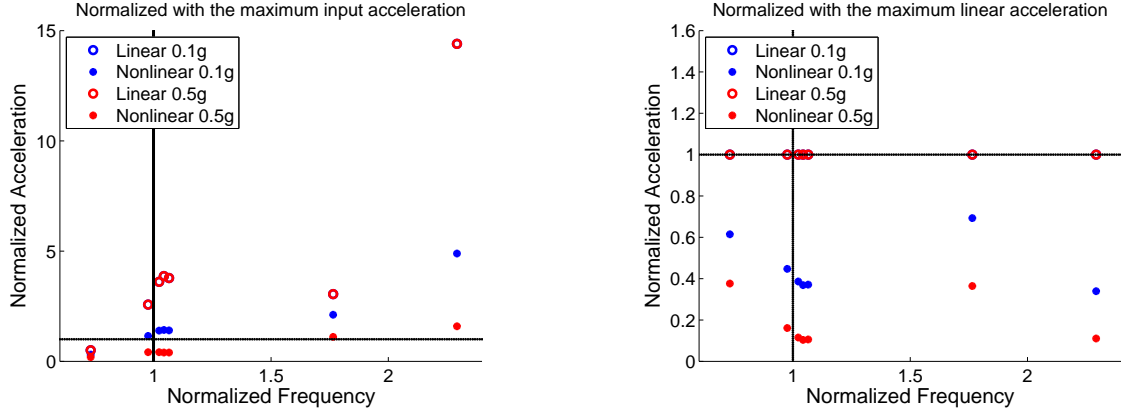 Normalized with the maximum input acceleration
15
10
5
0
1
1.5
2
Normalized Acceleration
Normalized Frequency
Linear 0.1g
Nonlinear 0.1g
Linear 0.5g
Nonlinear 0.5g
Normalized with the maximum linear acceleration
1.6
1.4
1.2
1
0.8
0.6
0.4
0.2
0
1
1.5
2
Normalized Acceleration
Normalized Frequency
Linear 0.1g
Nonlinear 0.1g
Linear 0.5g
Nonlinear 0.5g